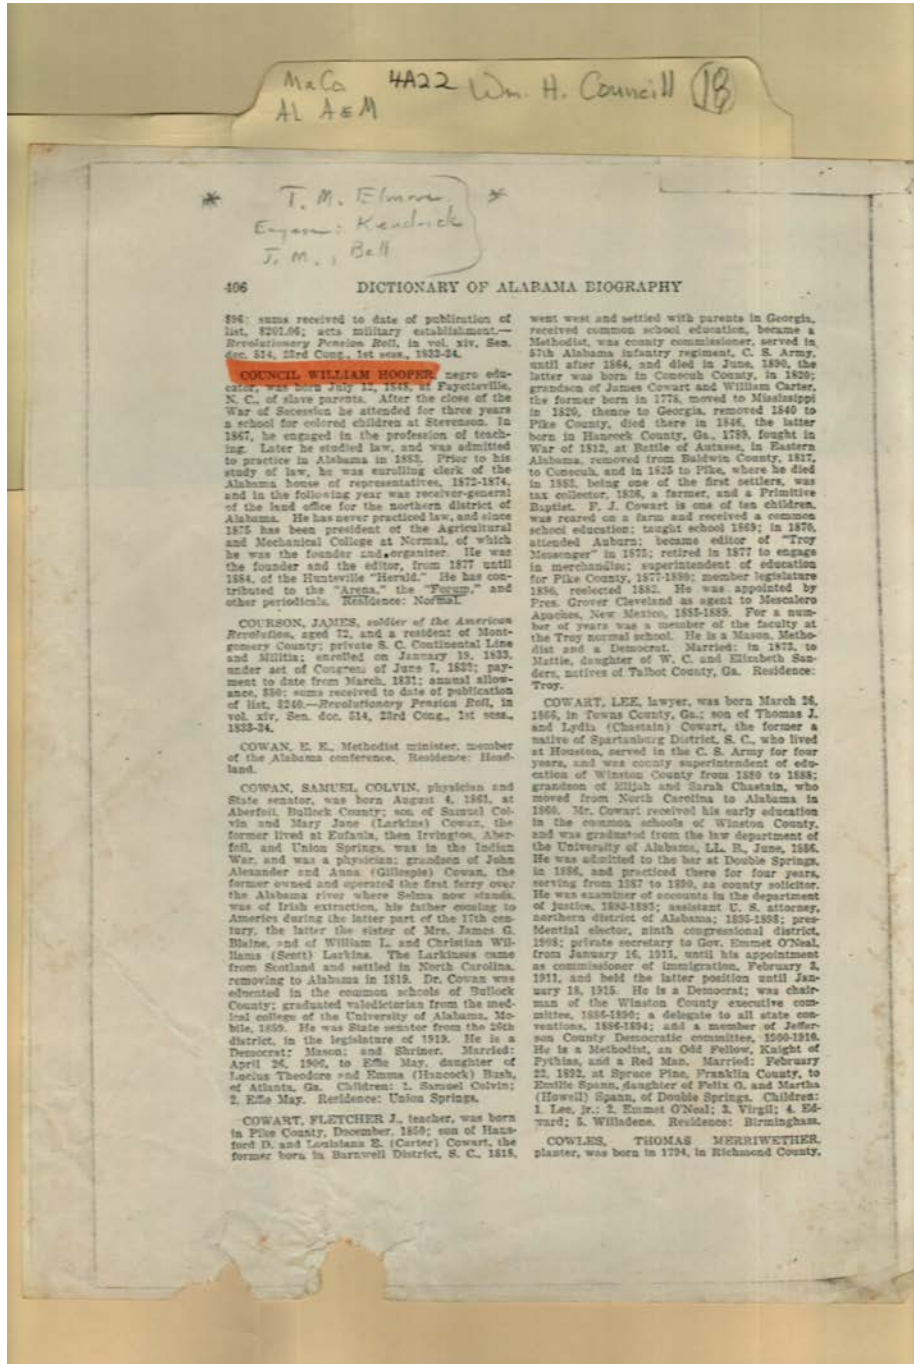 MaCo 4A22 Wm. H. Councill 18
AL A&M
* T. M. Elmore *
Eugene: Kendrick
J. M., Bell
406 DICTIONARY OF ALABAMA BIOGRAPHY
$96; sums received to date of publication of
list, $201.06; acts military establishment.—
Revolutionary Pension Roll, in vol. xiv, Sen.
doc. 514, 23rd Cong., 1st sess., 1833-34.
COUNCIL WILLIAM HOOPER, negro edu-
cator, was born July 12, 1848, at Fayetteville,
N. C., of slave parents. After the close of the
War of Secession he attended for three years
a school for colored children at Stevenson. In
1867, he engaged in the profession of teach-
ing. Later he studied law, and was admitted
to practice in Alabama in 1883. Prior to his
study of law, he was enrolling clerk of the
Alabama house of representatives, 1872-1874,
and in the following year was receiver-general
of the land office for the northern district of
Alabama. He has never practiced law, and since
1875 has been president of the Agricultural
and Mechanical College at Normal, of which
he was the founder and organizer. He was
the founder and the editor, from 1877 until
1884, of the Huntsville "Herald." He has con-
tributed to the "Arena," the "Forum," and
other periodicals. Residence: Normal.
COURSON, JAMES, soldier of the American
Revolution, aged 72, and a resident of Mont-
gomery County; private S. C. Continental Line
and Militia; enrolled on January 19, 1833,
under act of Congress of June 7, 1832; pay-
ment to date from March, 1831; annual allow-
ance, $80; sums received to date of publication
of list, $240.—Revolutionary Pension Roll, in
vol. xiv, Sen. doc. 514, 23rd Cong., 1st sess.,
1833-34.
COWAN, E. E., Methodist minister, member
of the Alabama conference. Residence: Head-
land.
COWAN, SAMUEL COLVIN, physician and
State senator, was born August 4, 1861, at
Aberfoil, Bullock County; son of Samuel Col-
vin and Mary Jane (Larkins) Cowan, the
former lived at Eufaula, then Irvington, Aber-
foil, and Union Springs, was in the Indian
War, and was a physician; grandson of John
Alexander and Anna (Gillespie) Cowan, the
former owned and operated the first ferry over
the Alabama river where Selma now stands,
was of Irish extraction, his father coming to
America during the latter part of the 17th cen-
tury, the latter the sister of Mrs. James G.
Blaine, and of William L. and Christian Wil-
liams (Scott) Larkins. The Larkinses came
from Scotland and settled in North Carolina,
removing to Alabama in 1819. Dr. Cowan was
educated in the common schools of Bullock
County; graduated valedictorian from the med-
ical college of the University of Alabama, Mo-
bile, 1889. He was State senator from the 26th
district, in the legislature of 1919. He is a
Democrat; Mason; and Shriner. Married:
April 26, 1906, to Effie May, daughter of
Lucius Theodore and Emma (Hancock) Bush,
of Atlanta, Ga. Children: 1. Samuel Colvin;
2. Effie May. Residence: Union Springs.
COWART, FLETCHER J., teacher, was born
in Pike County, December, 1850; son of Hans-
ford D. and Louisiana E. (Carter) Cowart, the
former born in Barnwell District, S. C., 1818,
went west and settled with parents in Georgia,
received common school education, became a
Methodist, was county commissioner, served in
57th Alabama infantry regiment, C. S. Army,
until after 1864, and died in June, 1890, the
latter was born in Conecuh County, in 1820;
grandson of James Cowart and William Carter,
the former born in 1778, moved to Mississippi
in 1820, thence to Georgia, removed 1840 to
Pike County, died there in 1846, the latter
born in Hancock County, Ga., 1789, fought in
War of 1812, at Battle of Autasse, in Eastern
Alabama, removed from Baldwin County, 1817,
to Conecuh, and in 1825 to Pike, where he died
in 1882, being one of the first settlers, was
tax collector, 1826, a farmer, and a Primitive
Baptist. F. J. Cowart is one of ten children,
was reared on a farm and received a common
school education; taught school 1869; in 1870,
attended Auburn; became editor of "Troy
Messenger" in 1875; retired in 1877 to engage
in merchandise; superintendent of education
for Pike County, 1877-1880; member legislature
1880, reelected 1882. He was appointed by
Pres. Grover Cleveland as agent to Mescalero
Apaches, New Mexico, 1885-1889. For a num-
ber of years was a member of the faculty at
the Troy normal school. He is a Mason, Metho-
dist and a Democrat. Married: in 1873, to
Mattie, daughter of W. C. and Elizabeth San-
ders, natives of Talbot County, Ga. Residence:
Troy.
COWART, LEE, lawyer, was born March 26,
1866, in Towns County, Ga.; son of Thomas J.
and Lydia (Chastain) Cowart, the former a
native of Spartanburg District, S. C., who lived
at Houston, served in the C. S. Army for four
years, and was county superintendent of edu-
cation of Winston County from 1880 to 1888;
grandson of Elijah and Sarah Chastain, who
moved from North Carolina to Alabama in
1860. Mr. Cowart received his early education
in the common schools of Winston County,
and was graduated from the law department of
the University of Alabama, LL. B., June, 1886.
He was admitted to the bar at Double Springs,
in 1886, and practiced there for four years,
serving from 1887 to 1890, as county solicitor.
He was examiner of accounts in the department
of justice, 1893-1895; assistant U. S. attorney,
northern district of Alabama; 1895-1898; pres-
idential elector, ninth congressional district,
1908; private secretary to Gov. Emmet O'Neal,
from January 16, 1911, until his appointment
as commissioner of immigration, February 3,
1911, and held the latter position until Jan-
uary 18, 1915. He is a Democrat; was chair-
man of the Winston County executive com-
mittee, 1886-1890; a delegate to all state con-
ventions, 1886-1894; and a member of Jeffer-
son County Democratic committee, 1900-1910.
He is a Methodist, an Odd Fellow, Knight of
Pythias, and a Red Man. Married: February
22, 1892, at Spruce Pine, Franklin County, to
Emilie Spann, daughter of Felix G. and Martha
(Howell) Spann, of Double Springs. Children:
1. Lee, jr.; 2. Emmet O'Neal; 3. Virgil; 4. Ed-
ward; 5. Willadene. Residence: Birmingham.
COWLES, THOMAS MERRIWETHER,
planter, was born in 1794, in Richmond County,